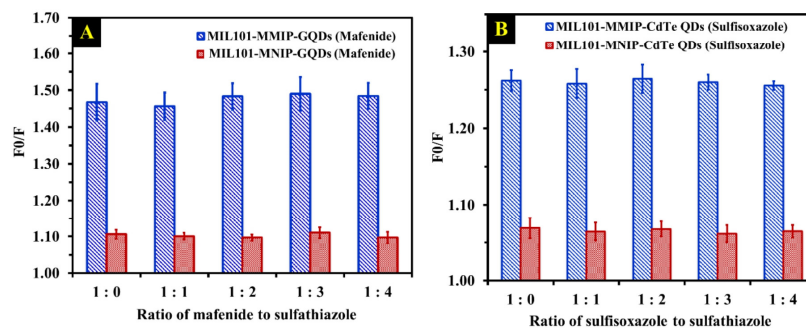 A
MIL101-MMIP-GQDs (Mafenide)
MIL101-MNIP-GQDs (Mafenide)
F0/F
1.70
1.60
1.50
1.40
1.30
1.20
1.10
1.00
1 : 0
1 : 1
1 : 2
1 : 3
1 : 4
Ratio of mafenide to sulfathiazole
B
MIL101-MMIP-CdTe QDs (Sulfisoxazole)
MIL101-MNIP-CdTe QDs (Sulfisoxazole)
F0/F
1.30
1.20
1.10
1.00
1 : 0
1 : 1
1 : 2
1 : 3
1 : 4
Ratio of sulfisoxazole to sulfathiazole